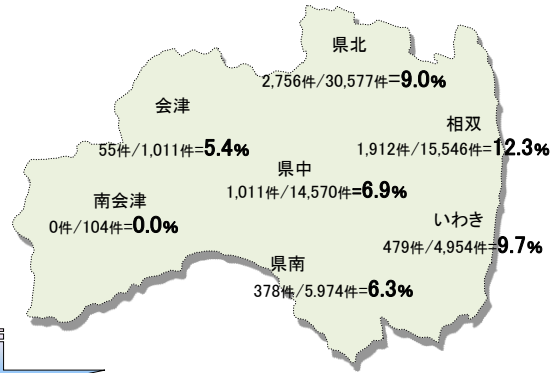 県北
2,756件/30,577件=9.0%
会津
55件/1,011件=5.4%
相双
1,912件/15,546件=12.3%
県中
1,011件/14,570件=6.9%
南会津
0件/104件=0.0%
いわき
479件/4,954件=9.7%
県南
378件/5.974件=6.3%